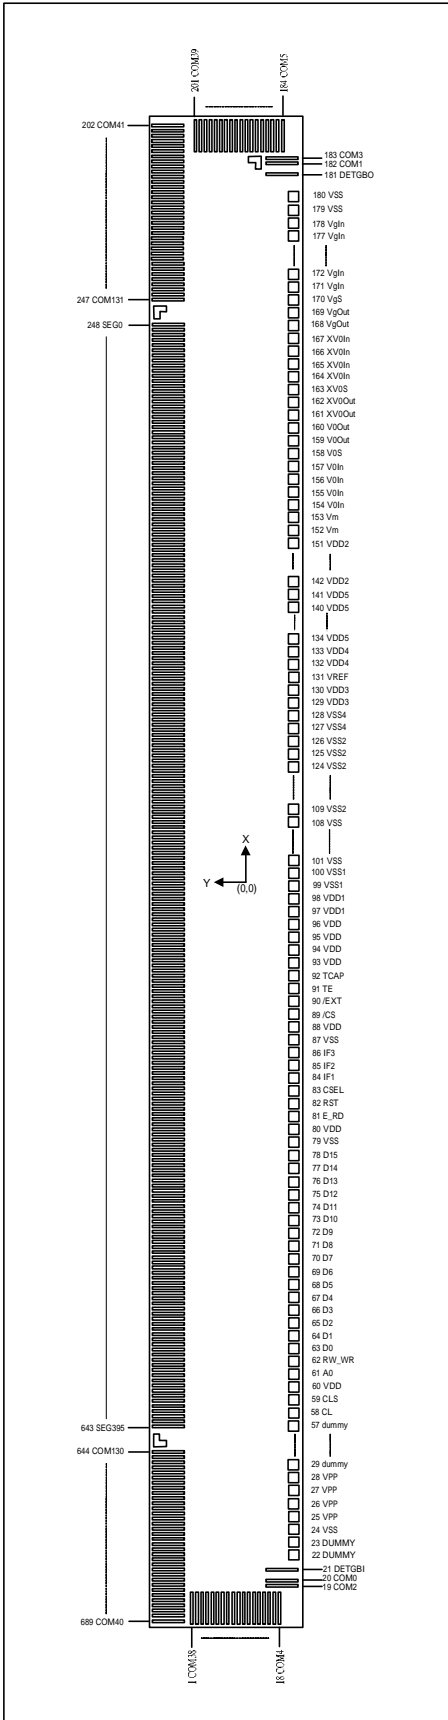 201 COM39
184 COM5
202 COM41
183 COM3
182 COM1
181 DETGBO
180 VSS
179 VSS
178 VgIn
177 VgIn
172 VgIn
171 VgIn
247 COM131
170 VgS
169 VgOut
248 SEG0
168 VgOut
167 XV0In
166 XV0In
165 XV0In
164 XV0In
163 XV0S
162 XV0Out
161 XV0Out
160 V0Out
159 V0Out
158 V0S
157 V0In
156 V0In
155 V0In
154 V0In
153 Vm
152 Vm
151 VDD2
142 VDD2
141 VDD5
140 VDD5
134 VDD5
133 VDD4
132 VDD4
131 VREF
130 VDD3
129 VDD3
128 VSS4
127 VSS4
126 VSS2
125 VSS2
124 VSS2
109 VSS2
108 VSS
X
101 VSS
100 VSS1
Y
(0,0)
99 VSS1
98 VDD1
97 VDD1
96 VDD
95 VDD
94 VDD
93 VDD
92 TCAP
91 TE
90 /EXT
89 /CS
88 VDD
87 VSS
86 IF3
85 IF2
84 IF1
83 CSEL
82 RST
81 E_RD
80 VDD
79 VSS
78 D15
77 D14
76 D13
75 D12
74 D11
73 D10
72 D9
71 D8
70 D7
69 D6
68 D5
67 D4
66 D3
65 D2
64 D1
63 D0
62 RW_WR
61 A0
60 VDD
59 CLS
58 CL
57 dummy
643 SEG395
644 COM130
29 dummy
28 VPP
27 VPP
26 VPP
25 VPP
24 VSS
23 DUMMY
22 DUMMY
21 DETGBI
20 COM0
19 COM2
689 COM40
1 COM38
18 COM4